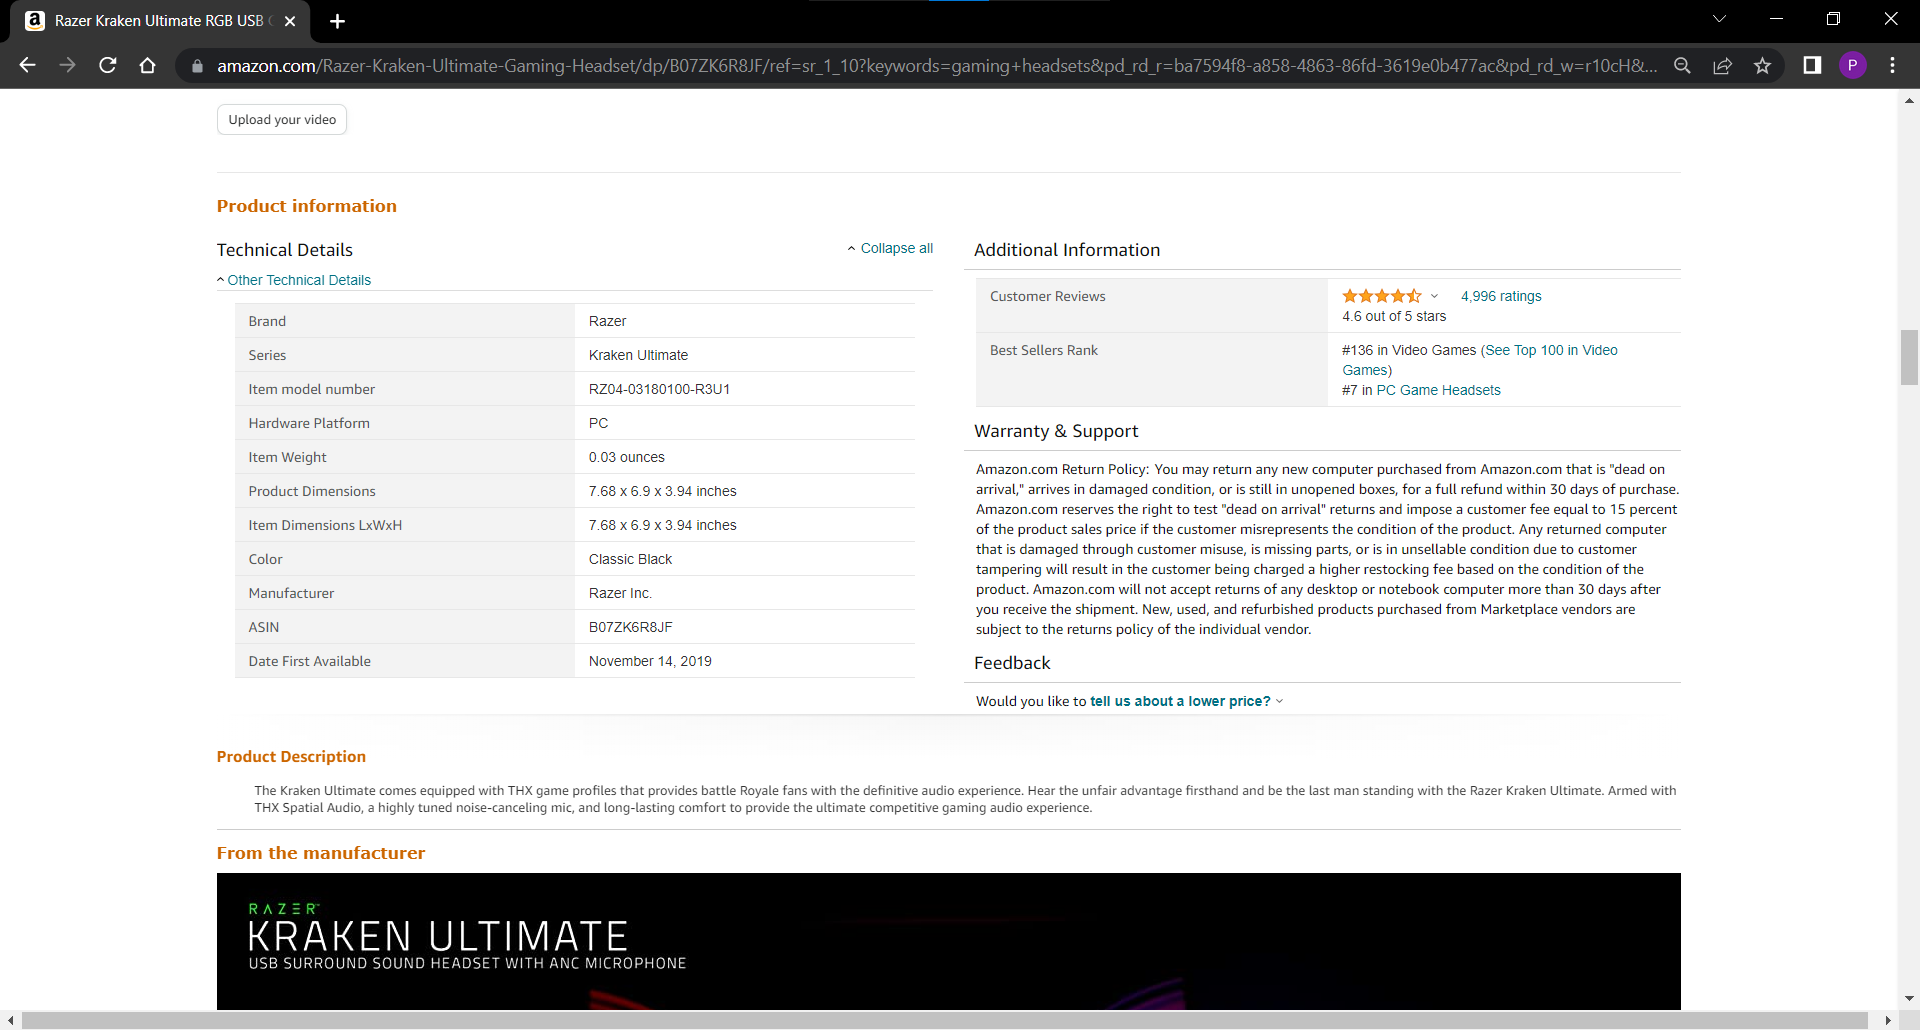 Razer Kraken Ultimate RGB USB
amazon.com/Razer-Kraken-Ultimate-Gaming-Headset/dp/B07ZK6R8JF/ref=sr_1_10?keywords=gaming+headsets&pd_rd_r=ba7594f8-a858-4863-86fd-3619e0b477ac&pd_rd_w=r10cH&...
P
Upload your video
Product information
Technical Details
Collapse all
Other Technical Details
Brand Razer
Series Kraken Ultimate
Item model number RZ04-03180100-R3U1
Hardware Platform PC
Item Weight 0.03 ounces
Product Dimensions 7.68 x 6.9 x 3.94 inches
Item Dimensions LxWxH 7.68 x 6.9 x 3.94 inches
Color Classic Black
Manufacturer Razer Inc.
ASIN B07ZK6R8JF
Date First Available November 14, 2019
Additional Information
Customer Reviews 4,996 ratings
4.6 out of 5 stars
Best Sellers Rank #136 in Video Games (See Top 100 in Video
Games)
#7 in PC Game Headsets
Warranty & Support
Amazon.com Return Policy: You may return any new computer purchased from Amazon.com that is "dead on
arrival," arrives in damaged condition, or is still in unopened boxes, for a full refund within 30 days of purchase.
Amazon.com reserves the right to test "dead on arrival" returns and impose a customer fee equal to 15 percent
of the product sales price if the customer misrepresents the condition of the product. Any returned computer
that is damaged through customer misuse, is missing parts, or is in unsellable condition due to customer
tampering will result in the customer being charged a higher restocking fee based on the condition of the
product. Amazon.com will not accept returns of any desktop or notebook computer more than 30 days after
you receive the shipment. New, used, and refurbished products purchased from Marketplace vendors are
subject to the returns policy of the individual vendor.
Feedback
Would you like to tell us about a lower price?
Product Description
The Kraken Ultimate comes equipped with THX game profiles that provides battle Royale fans with the definitive audio experience. Hear the unfair advantage firsthand and be the last man standing with the Razer Kraken Ultimate. Armed with
THX Spatial Audio, a highly tuned noise-canceling mic, and long-lasting comfort to provide the ultimate competitive gaming audio experience.
From the manufacturer
RAZER™
KRAKEN ULTIMATE
USB SURROUND SOUND HEADSET WITH ANC MICROPHONE